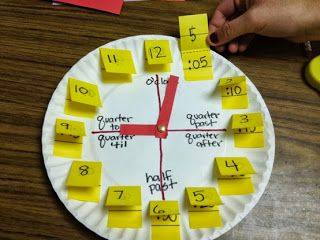 5
12
:05
11
o'clo
10
:10
quarter
to
quarter
past
3
9
quarter
'til
quarter
after
8
4
half
past
7
5
6